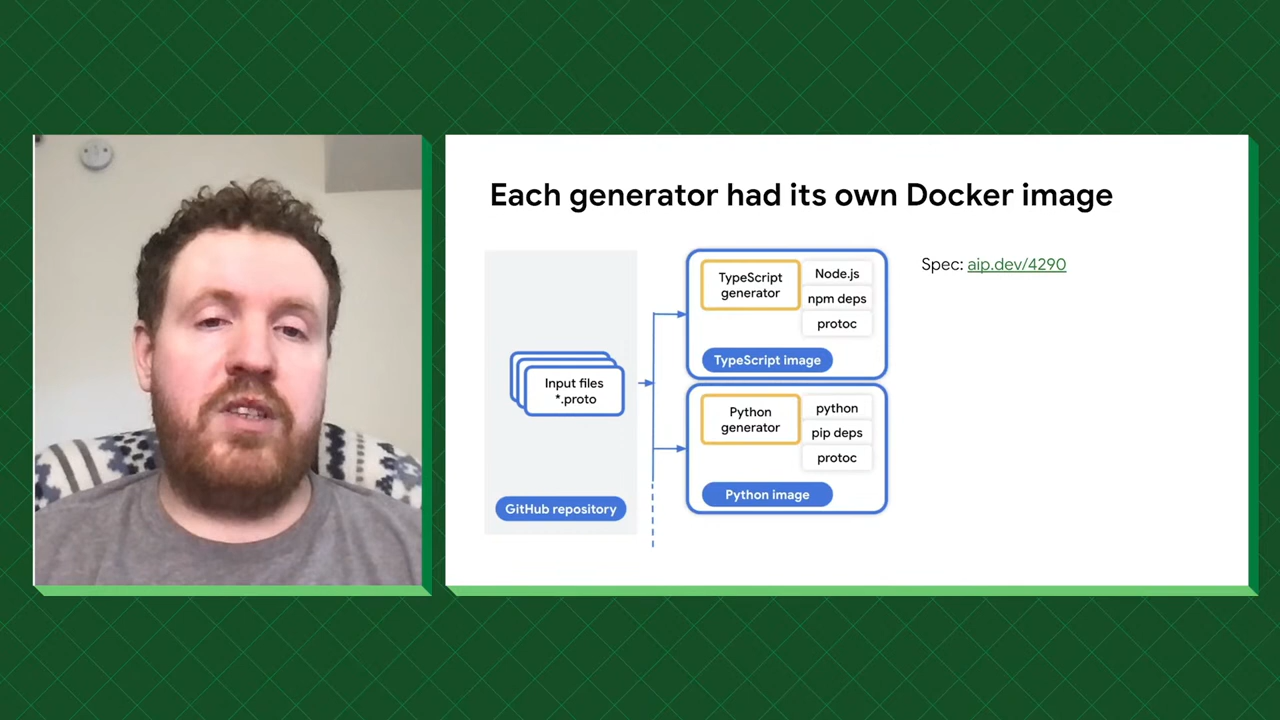 Each generator had its own Docker image
Spec: aip.dev/4290
Input files
*.proto
GitHub repository
TypeScript
generator
Node.js
npm deps
protoc
TypeScript image
Python
generator
python
pip deps
protoc
Python image